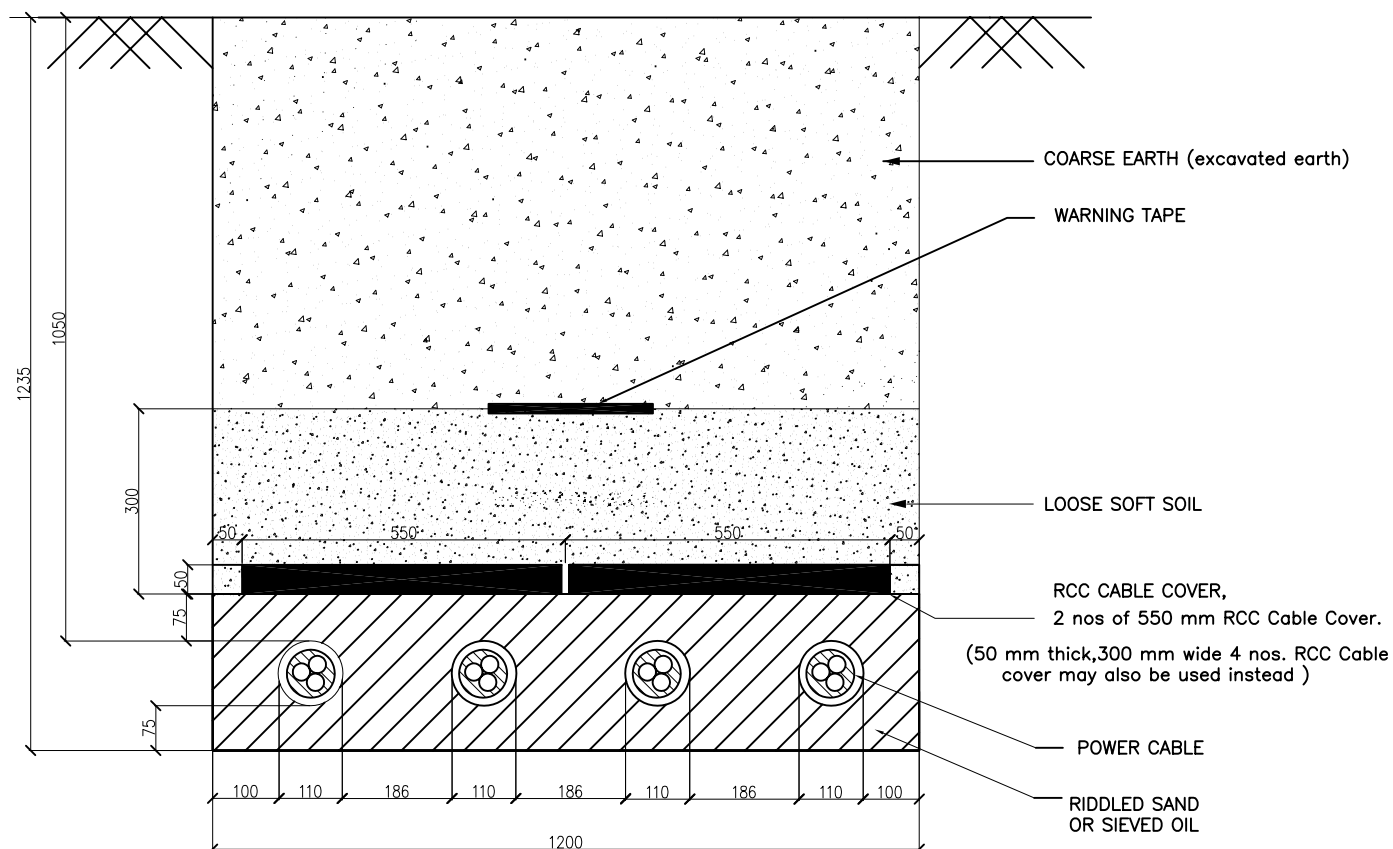 COARSE EARTH (excavated earth)
WARNING TAPE
1050
1235
300
LOOSE SOFT SOIL
50
550
550
50
50
75
RCC CABLE COVER,
2 nos of 550 mm RCC Cable Cover.
(50 mm thick,300 mm wide 4 nos. RCC Cable
cover may also be used instead )
75
POWER CABLE
100
110
186
110
186
110
186
110
100
RIDDLED SAND
OR SIEVED OIL
1200